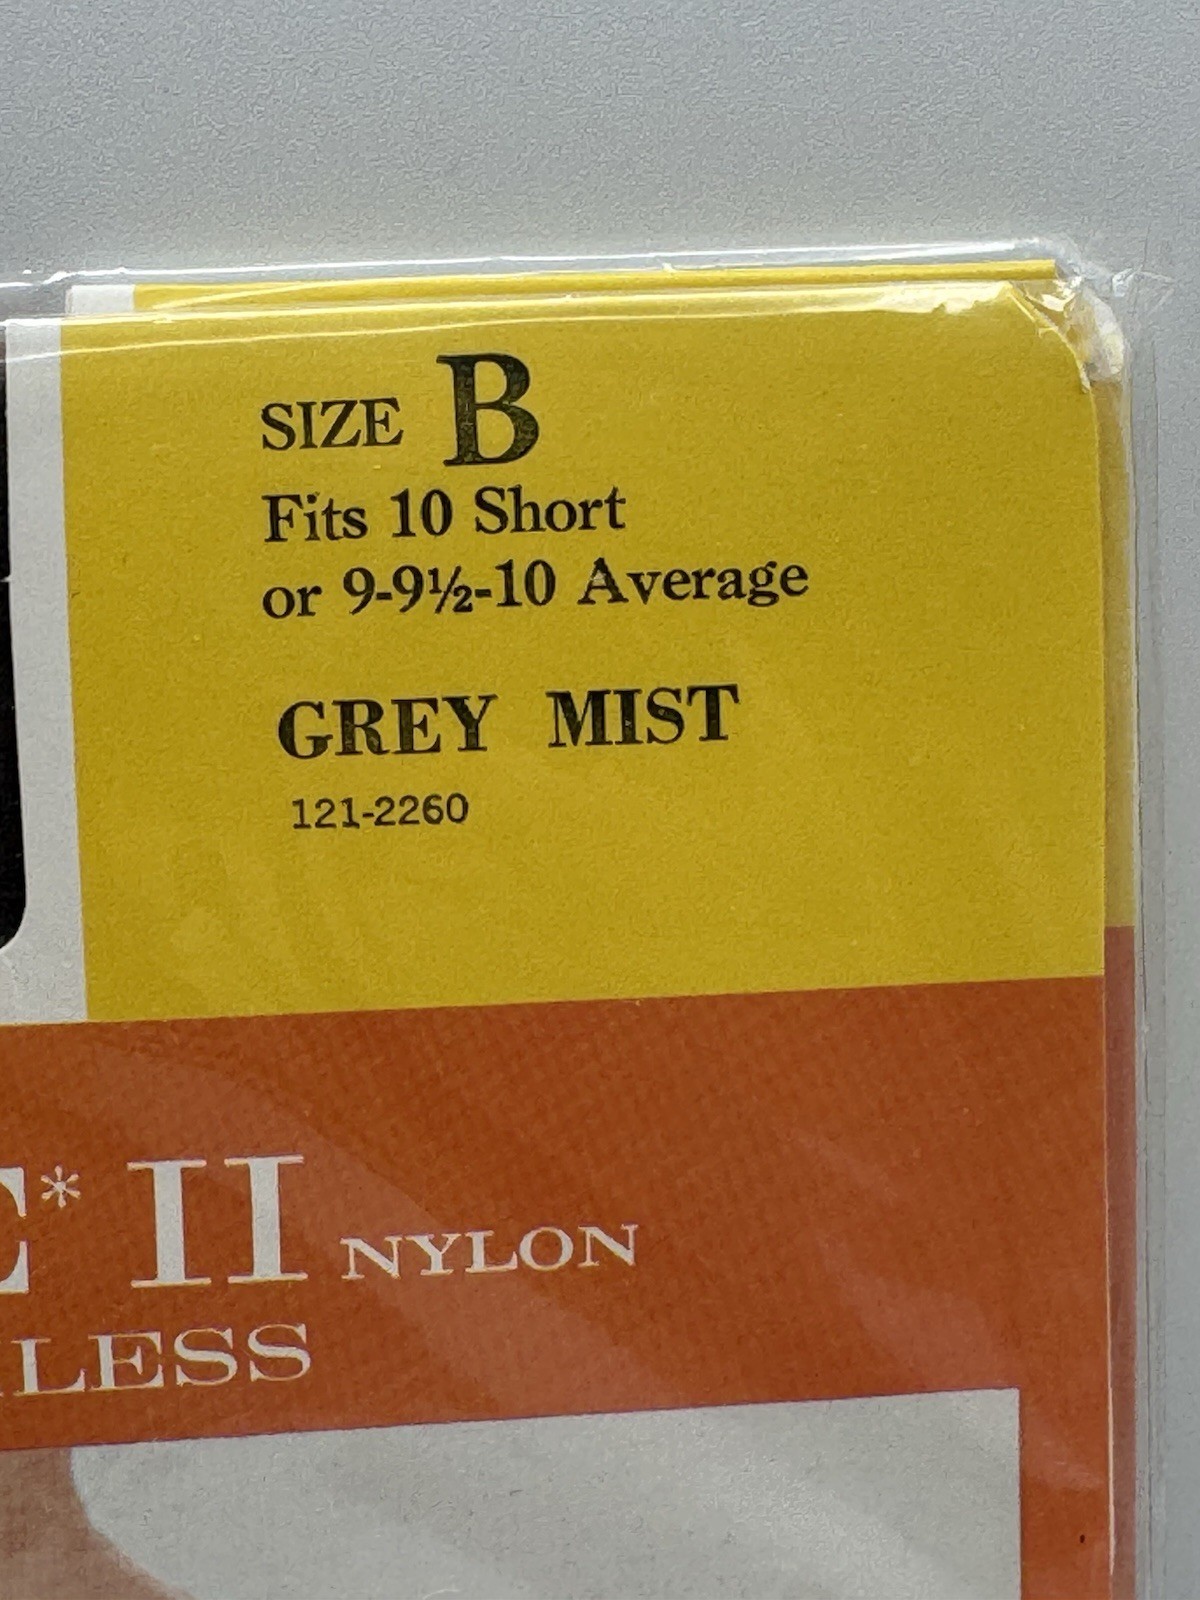 SIZE B
Fits 10 Short
or 9-9½-10 Average
GREY MIST
121-2260
* II NYLON
LESS